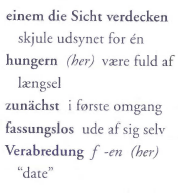 einem die Sicht verdecken
skjule udsynet for én
hungern (her) være fuld af
længsel
zunächst i første omgang
fassungslos ude af sig selv
Verabredung f -en (her)
"date"